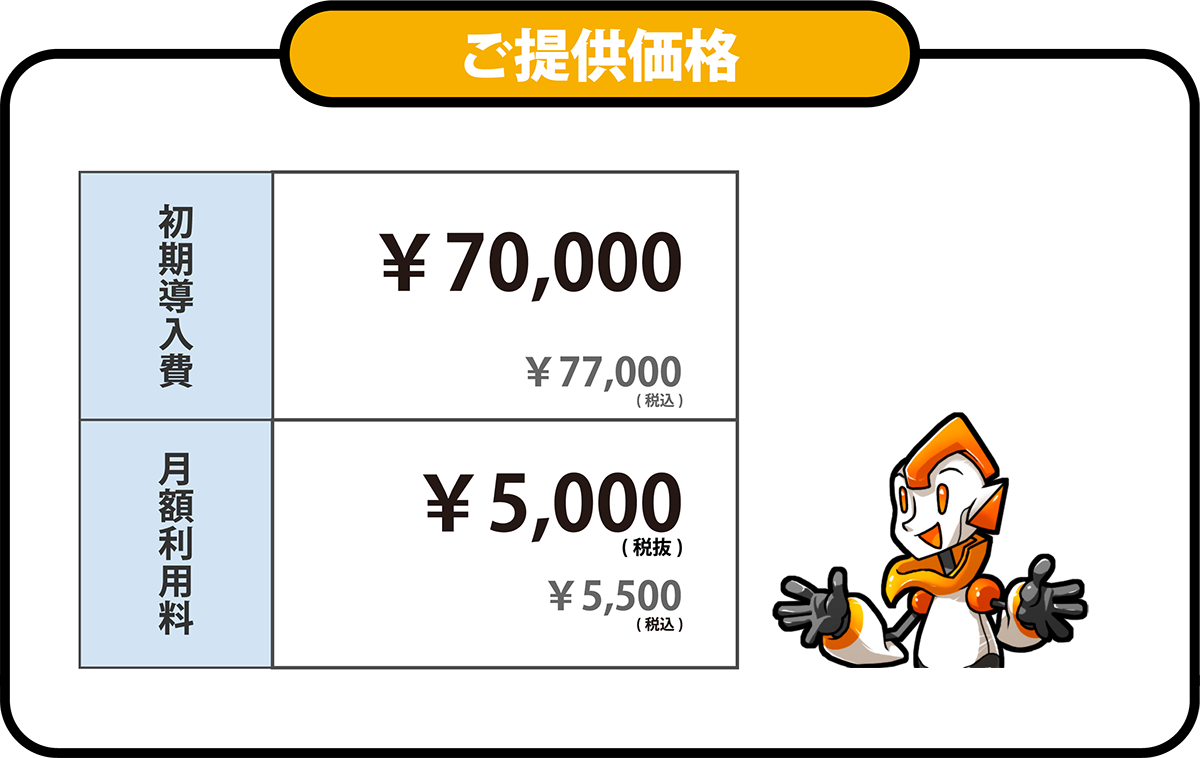 ご提供価格
初期導入費
￥70,000
￥77,000
(税込)
月額利用料
￥5,000
(税抜)
￥5,500
(税込)